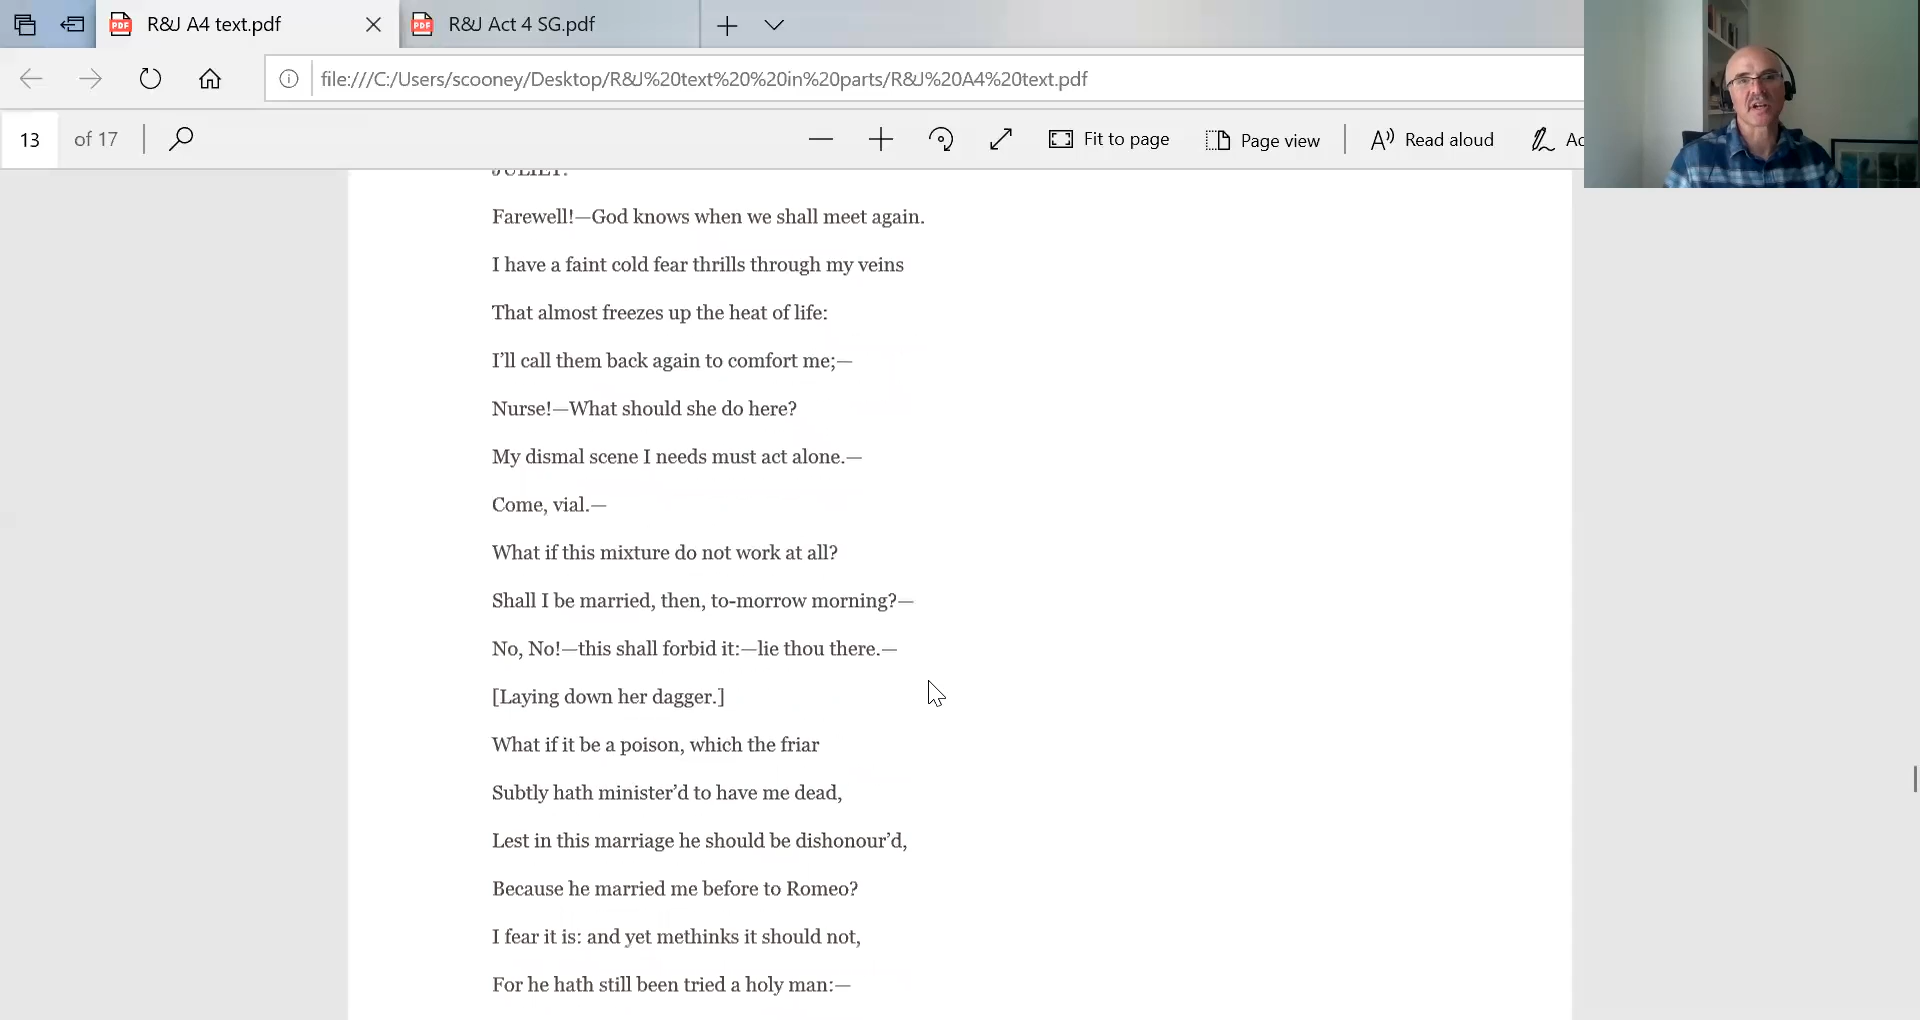 R&J A4 text.pdf
R&J Act 4 SG.pdf
file:///C:/Users/scooney/Desktop/R&J%20text%20%20in%20parts/R&J%20A4%20text.pdf
13 of 17
Fit to page
Page view
Read aloud
JULIET.
Farewell!—God knows when we shall meet again.
I have a faint cold fear thrills through my veins
That almost freezes up the heat of life:
I’ll call them back again to comfort me;—
Nurse!—What should she do here?
My dismal scene I needs must act alone.—
Come, vial.—
What if this mixture do not work at all?
Shall I be married, then, to-morrow morning?—
No, No!—this shall forbid it:—lie thou there.—
[Laying down her dagger.]
What if it be a poison, which the friar
Subtly hath minister’d to have me dead,
Lest in this marriage he should be dishonour’d,
Because he married me before to Romeo?
I fear it is: and yet methinks it should not,
For he hath still been tried a holy man:—